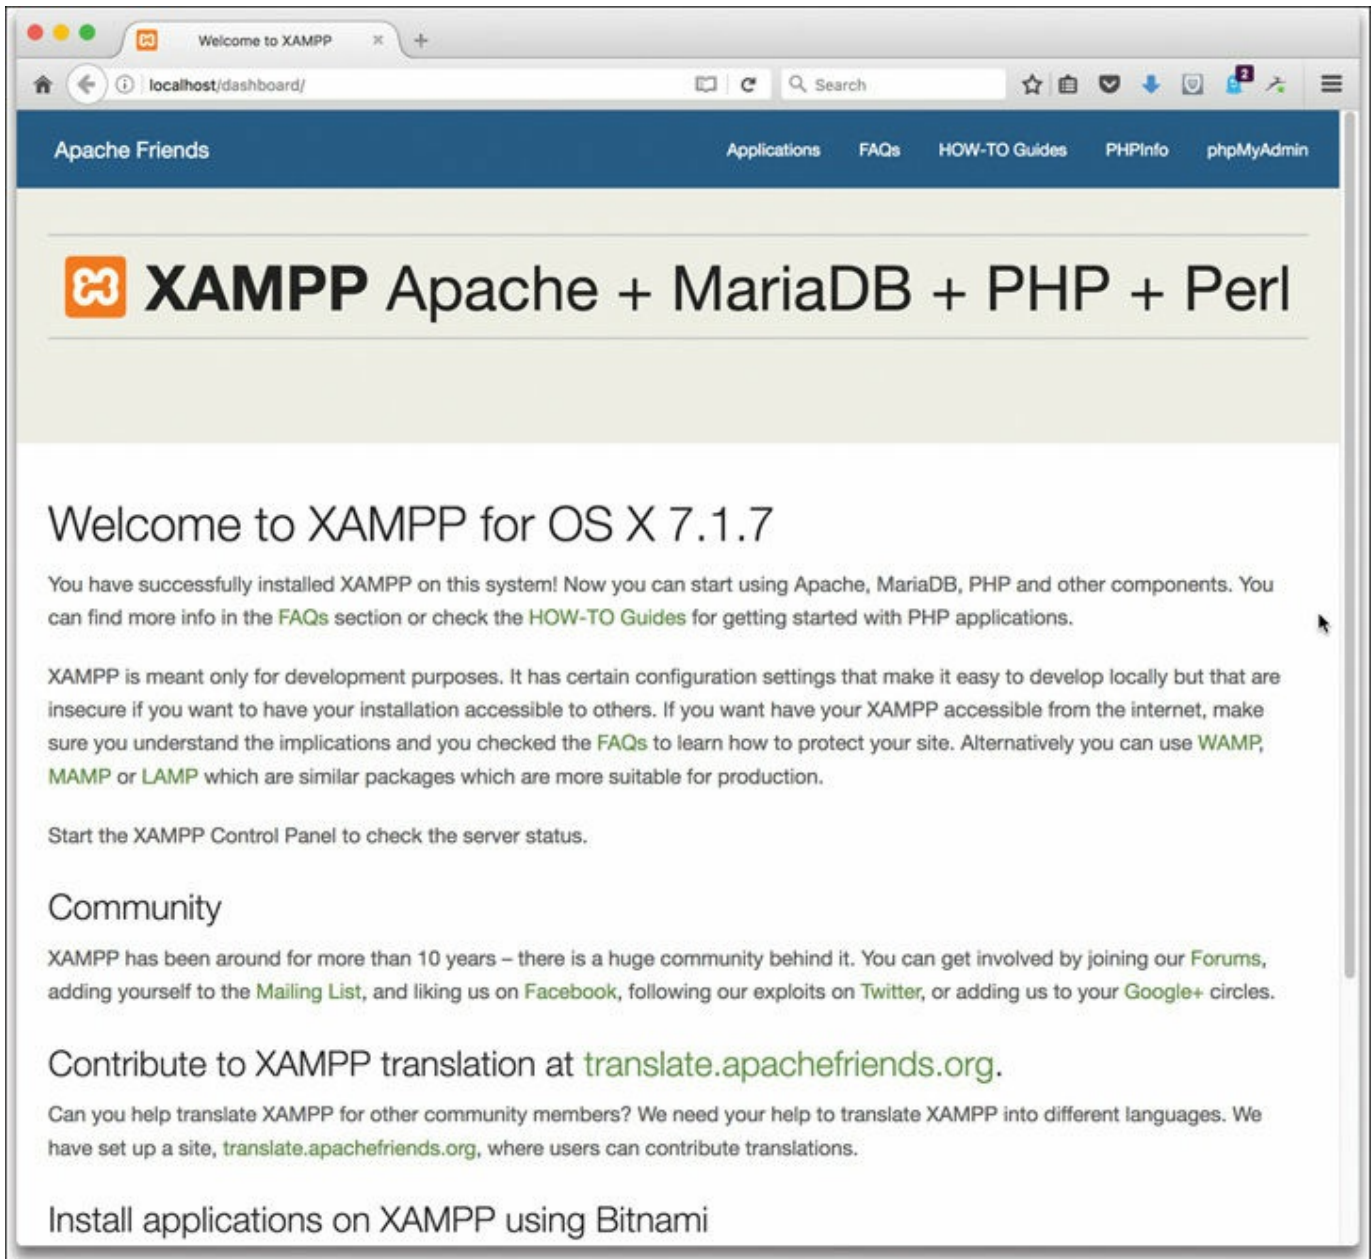 Welcome to XAMPP
localhost/dashboard/
Search
2
Apache Friends
Applications
FAQs
HOW-TO Guides
PHPInfo
phpMyAdmin
XAMPP Apache + MariaDB + PHP + Perl
Welcome to XAMPP for OS X 7.1.7
You have successfully installed XAMPP on this system! Now you can start using Apache, MariaDB, PHP and other components. You
can find more info in the FAQs section or check the HOW-TO Guides for getting started with PHP applications.
XAMPP is meant only for development purposes. It has certain configuration settings that make it easy to develop locally but that are
insecure if you want to have your installation accessible to others. If you want have your XAMPP accessible from the internet, make
sure you understand the implications and you checked the FAQs to learn how to protect your site. Alternatively you can use WAMP,
MAMP or LAMP which are similar packages which are more suitable for production.
Start the XAMPP Control Panel to check the server status.
Community
XAMPP has been around for more than 10 years – there is a huge community behind it. You can get involved by joining our Forums,
adding yourself to the Mailing List, and liking us on Facebook, following our exploits on Twitter, or adding us to your Google+ circles.
Contribute to XAMPP translation at translate.apachefriends.org.
Can you help translate XAMPP for other community members? We need your help to translate XAMPP into different languages. We
have set up a site, translate.apachefriends.org, where users can contribute translations.
Install applications on XAMPP using Bitnami